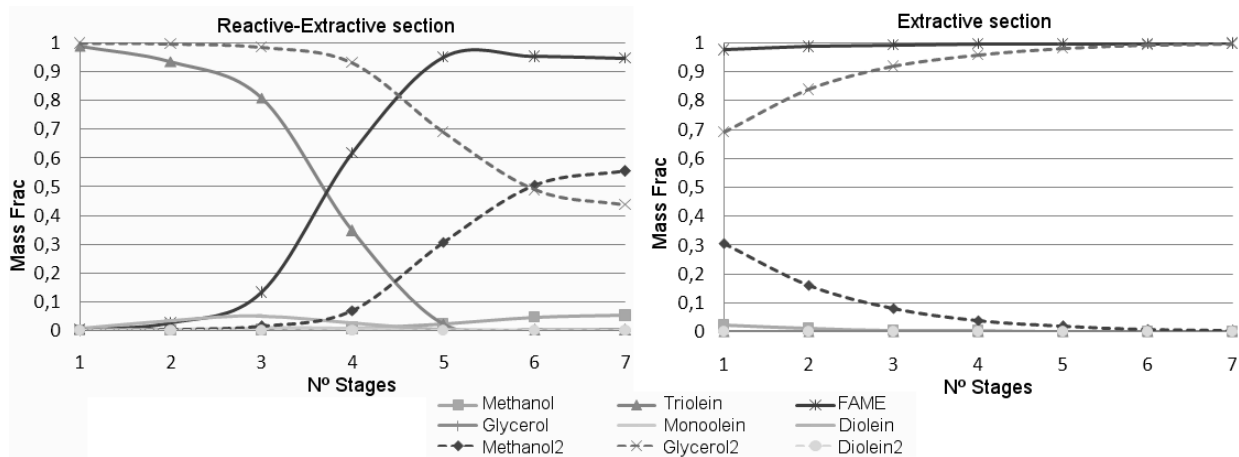 Reactive-Extractive section
Mass Frac
1
0,9
0,8
0,7
0,6
0,5
0,4
0,3
0,2
0,1
0
1 2 3 4 5 6 7
Nº Stages
Extractive section
Mass Frac
1
0,9
0,8
0,7
0,6
0,5
0,4
0,3
0,2
0,1
0
1 2 3 4 5 6 7
Nº Stages
Methanol Triolein FAME
Glycerol Monoolein Diolein
Methanol2 Glycerol2 Diolein2